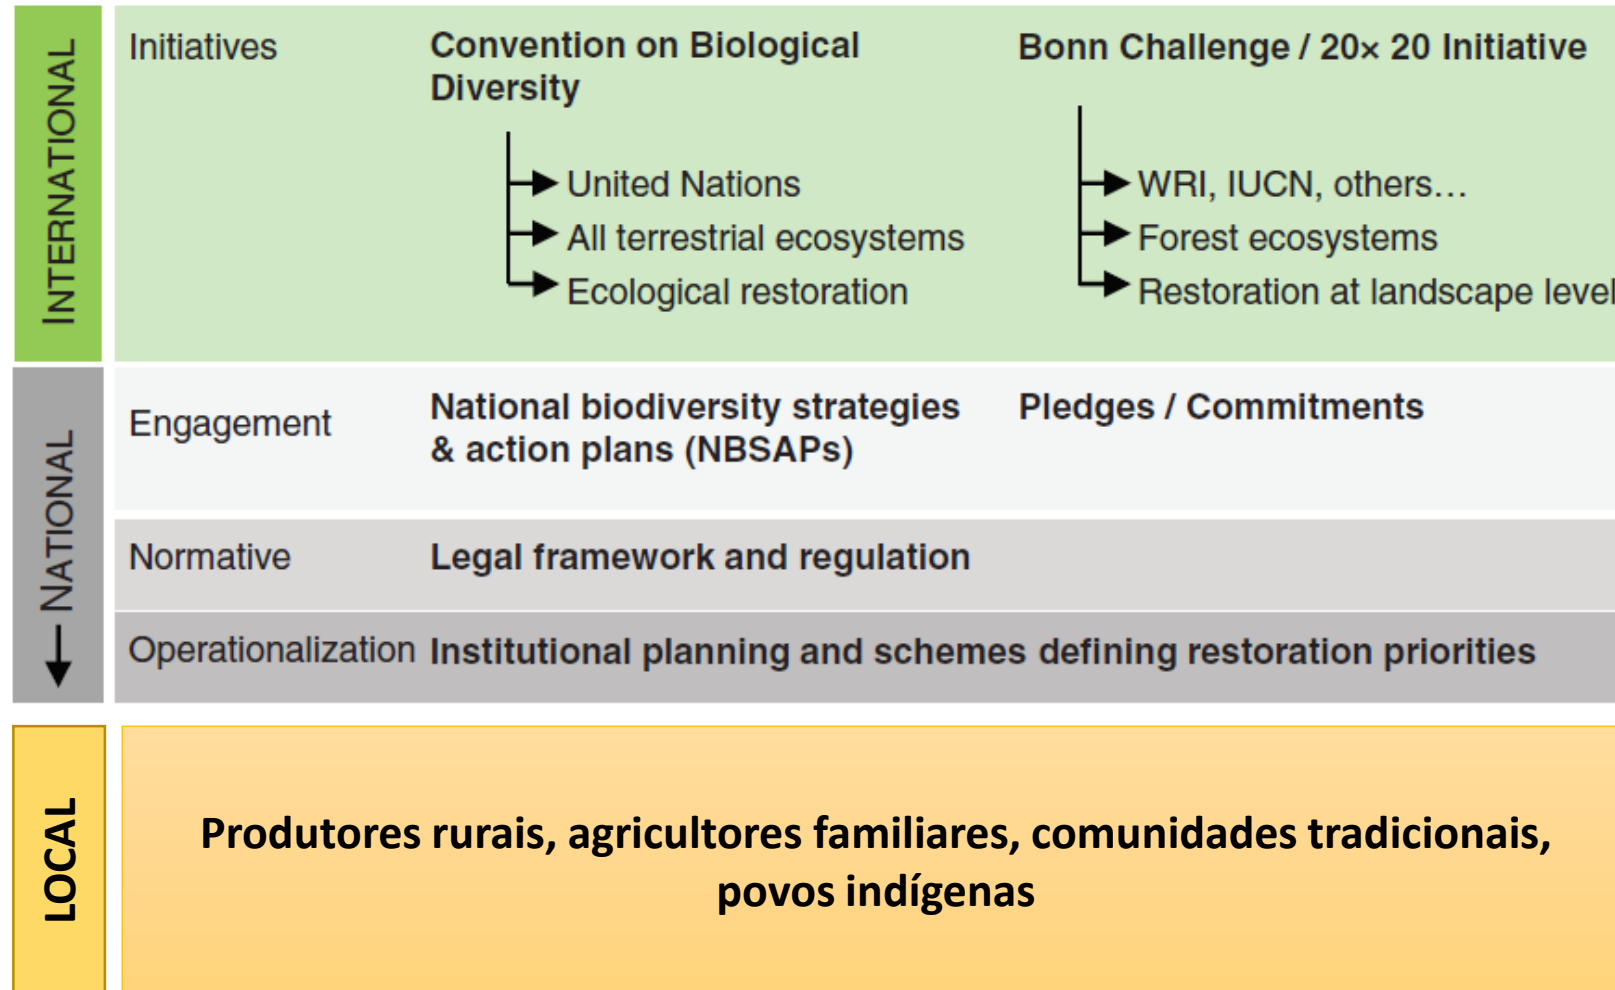 INTERNATIONAL
Initiatives
Convention on Biological
Diversity
United Nations
All terrestrial ecosystems
Ecological restoration
Bonn Challenge / 20× 20 Initiative
WRI, IUCN, others…
Forest ecosystems
Restoration at landscape level
NATIONAL
Engagement
National biodiversity strategies
& action plans (NBSAPs)
Pledges / Commitments
Normative
Legal framework and regulation
Operationalization
Institutional planning and schemes defining restoration priorities
LOCAL
Produtores rurais, agricultores familiares, comunidades tradicionais,
povos indígenas